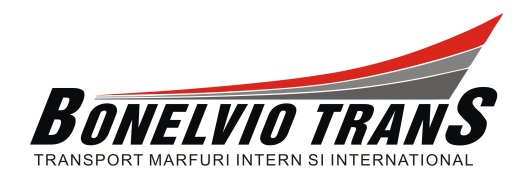 BONELVIO TRANS
TRANSPORT MARFURI INTERN SI INTERNATIONAL